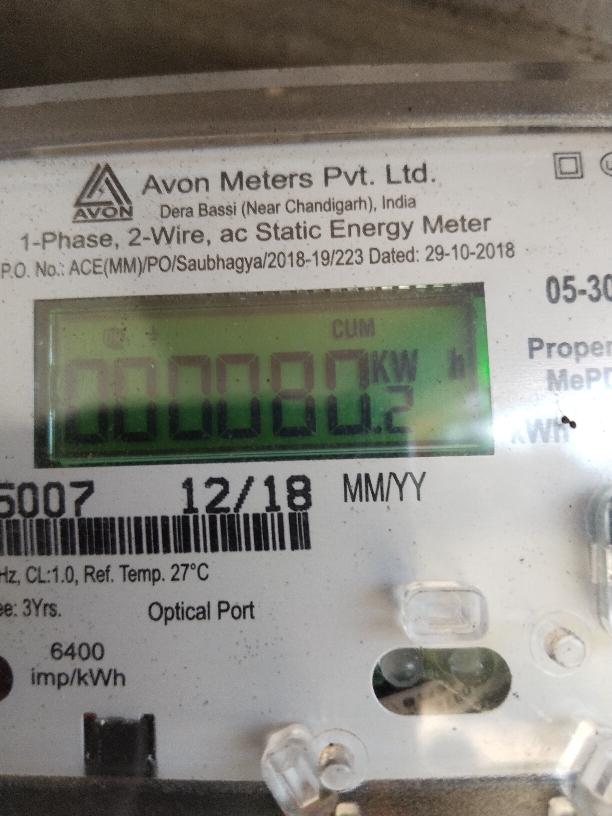 Avon Meters Pvt. Ltd.
AVON
Dera Bassi (Near Chandigarh), India
1-Phase, 2-Wire, ac Static Energy Meter
P.O. No.: ACE(MM)/PO/Saubhagya/2018-19/223 Dated: 29-10-2018
05-30
CUM
000080.2 KW h
Proper
MePD
kWh
6007 12/18 MM/YY
Hz, CL:1.0, Ref. Temp. 27°C
ee: 3Yrs. Optical Port
6400
imp/kWh